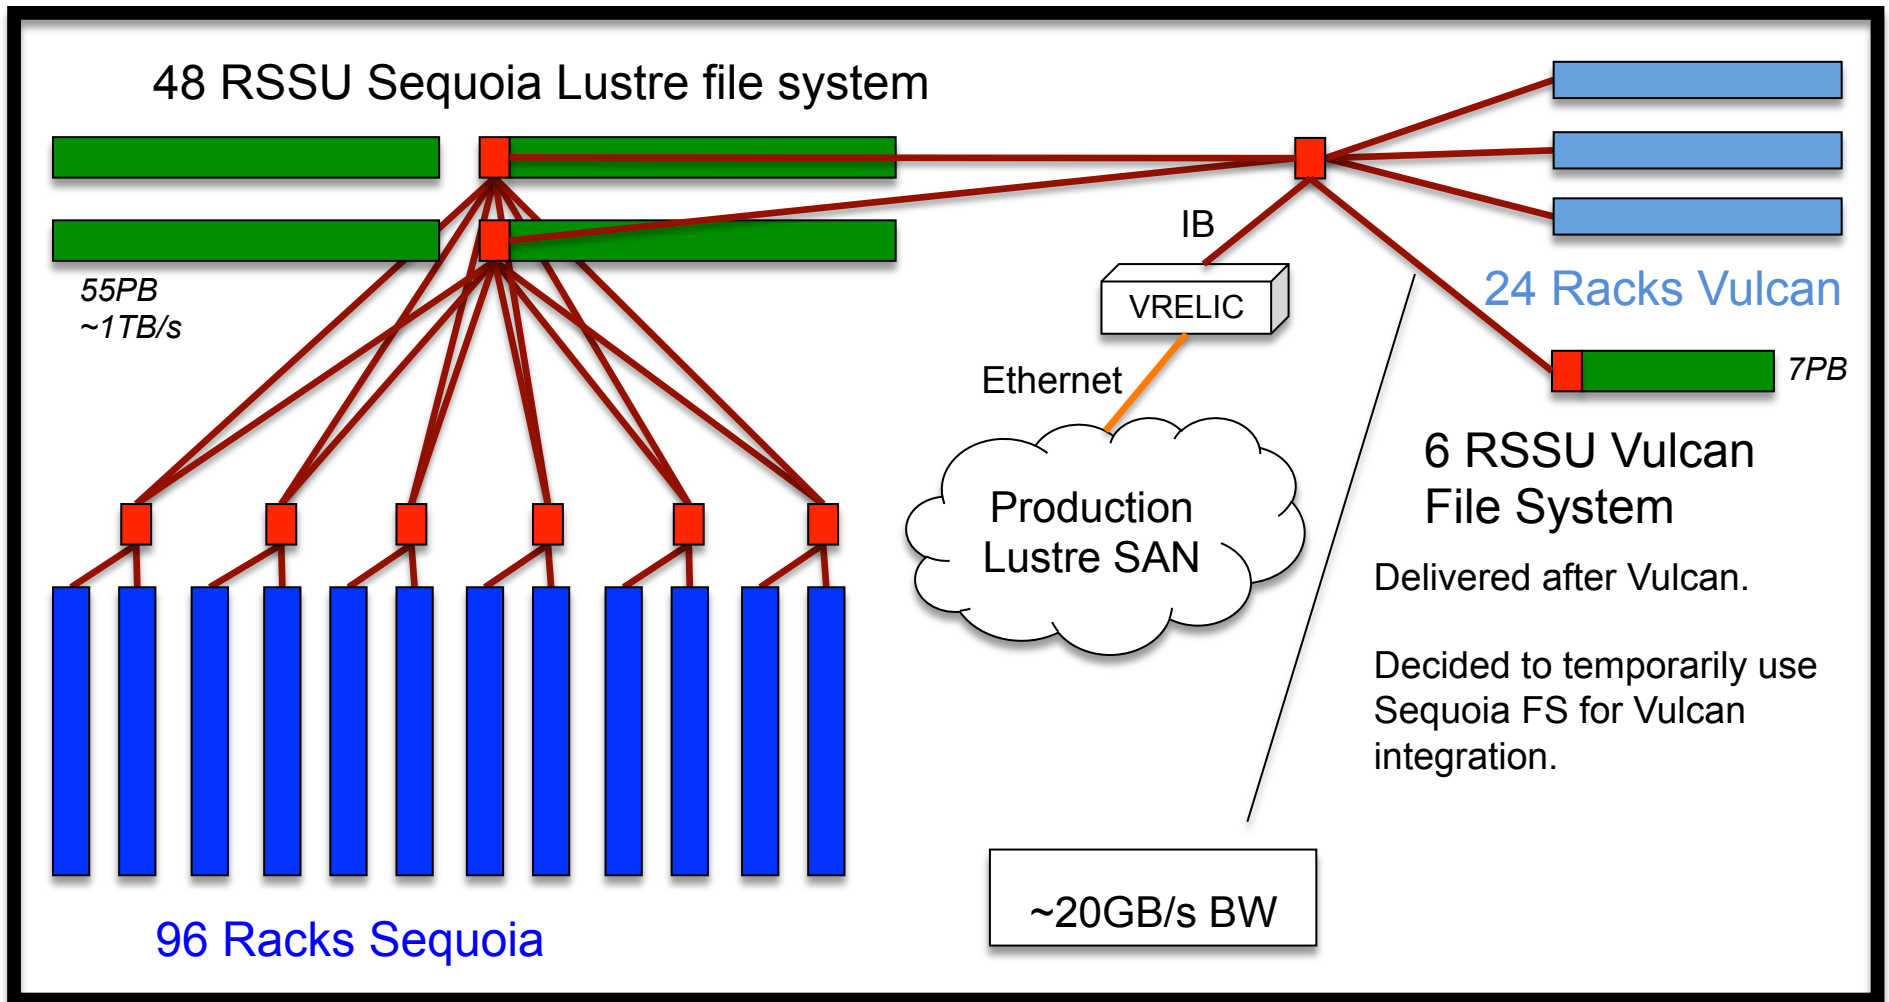 48 RSSU Sequoia Lustre file system
55PB
~1TB/s
IB
VRELIC
Ethernet
Production
Lustre SAN
24 Racks Vulcan
7PB
6 RSSU Vulcan
File System
Delivered after Vulcan.
Decided to temporarily use
Sequoia FS for Vulcan
integration.
~20GB/s BW
96 Racks Sequoia